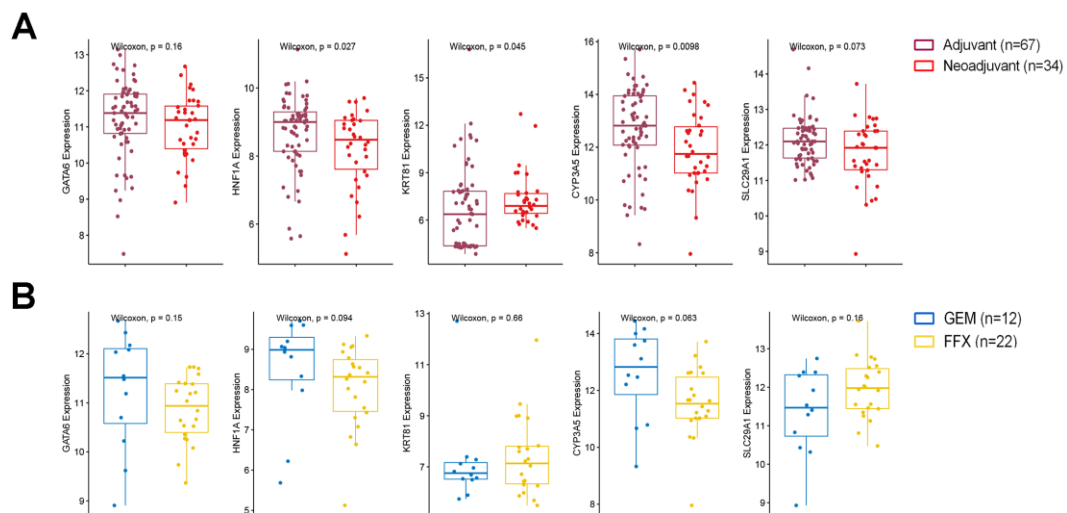 A
Wilcoxon, p = 0.16
GATA6 Expression
13
12
11
10
9
8
Wilcoxon, p = 0.027
HNF1A Expression
10
8
6
Wilcoxon, p = 0.045
KRT81 Expression
15
12
9
6
Wilcoxon, p = 0.0098
CYP3A5 Expression
16
14
12
10
8
Wilcoxon, p = 0.073
SLC29A1 Expression
14
13
12
11
10
9
Adjuvant (n=67)
Neoadjuvant (n=34)
B
Wilcoxon, p = 0.15
GATA6 Expression
12
11
10
9
Wilcoxon, p = 0.094
HNF1A Expression
9
8
7
6
5
Wilcoxon, p = 0.66
KRT81 Expression
13
11
9
7
Wilcoxon, p = 0.063
CYP3A5 Expression
14
12
10
8
Wilcoxon, p = 0.16
SLC29A1 Expression
13
12
11
10
9
GEM (n=12)
FFX (n=22)